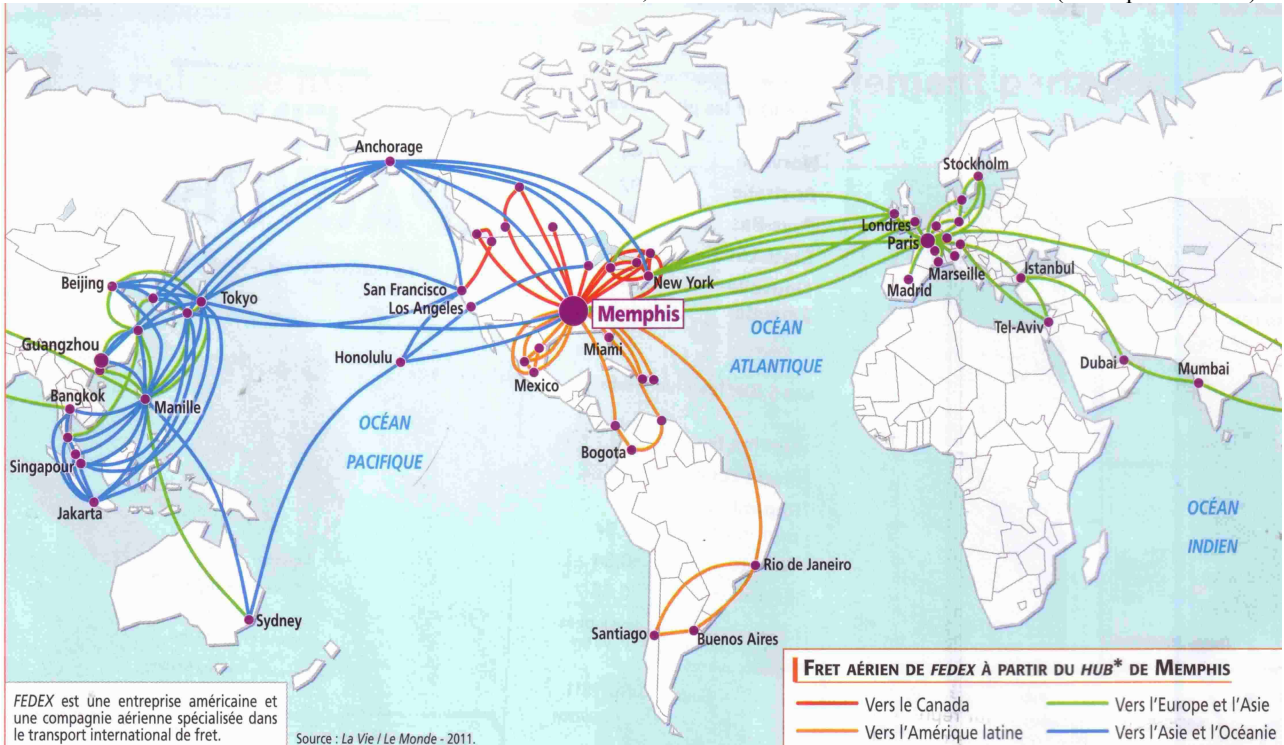 Anchorage
Stockholm
Londres
Paris
Beijing
Tokyo
San Francisco
New York
Marseille
Istanbul
Madrid
Los Angeles
Memphis
OCÉAN
ATLANTIQUE
Tel-Aviv
Guangzhou
Honolulu
Miami
Dubai
Mumbai
Bangkok
Manille
Mexico
OCÉAN
PACIFIQUE
Bogota
Singapour
Jakarta
OCÉAN
INDIEN
Rio de Janeiro
Sydney
Santiago
Buenos Aires
FRET AÉRIEN DE FEDEX À PARTIR DU HUB* DE MEMPHIS
Vers le Canada
Vers l'Europe et l'Asie
Vers l'Amérique latine
Vers l'Asie et l'Océanie
FEDEX est une entreprise américaine et
une compagnie aérienne spécialisée dans
le transport international de fret.
Source : La Vie / Le Monde - 2011.